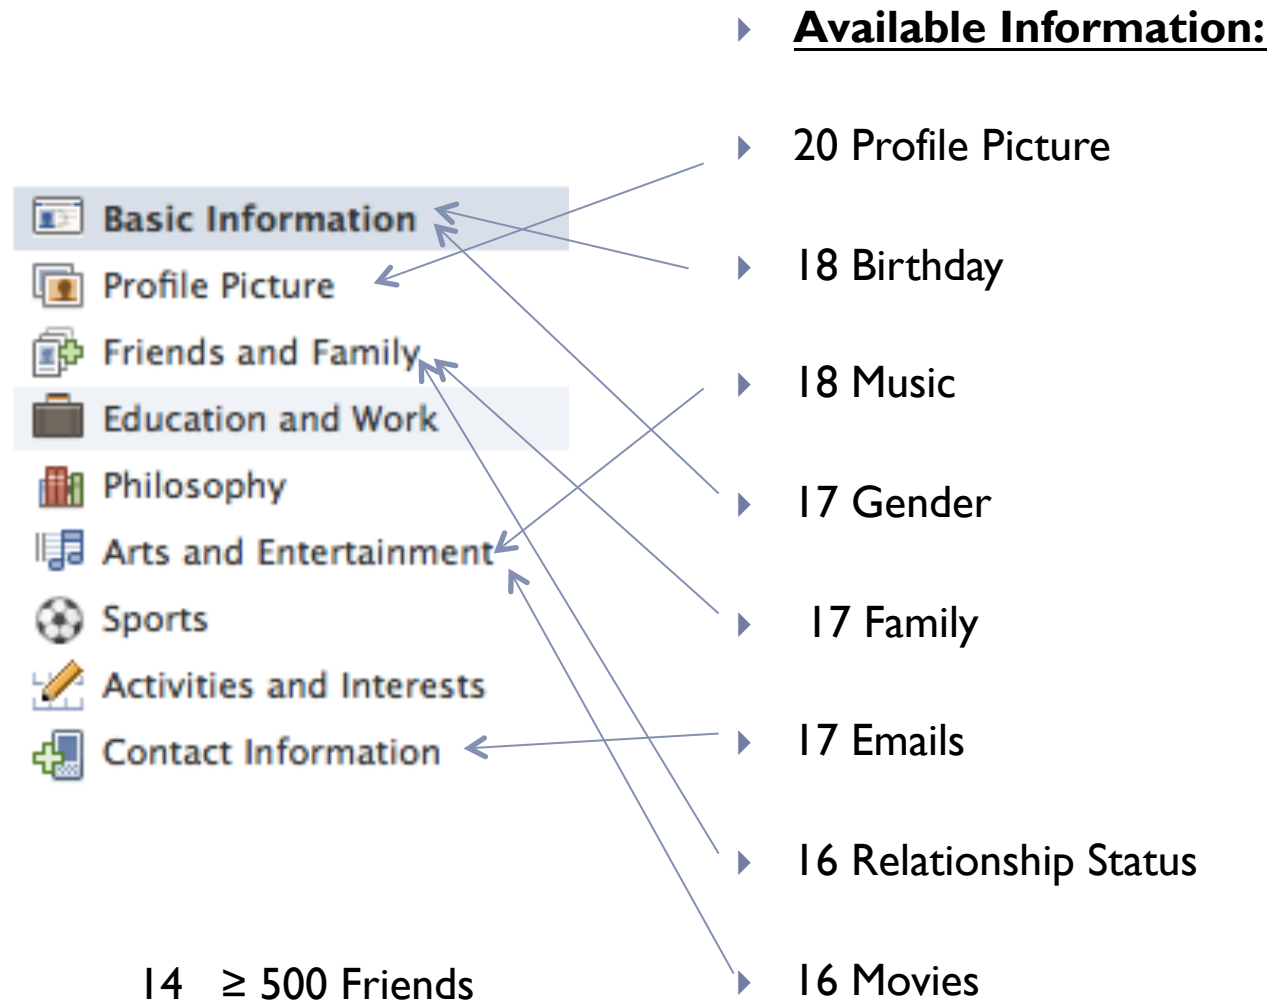 Available Information:
20 Profile Picture
18 Birthday
18 Music
17 Gender
17 Family
17 Emails
16 Relationship Status
16 Movies
Basic Information
Profile Picture
Friends and Family
Education and Work
Philosophy
Arts and Entertainment
Sports
Activities and Interests
Contact Information
14 ≥ 500 Friends